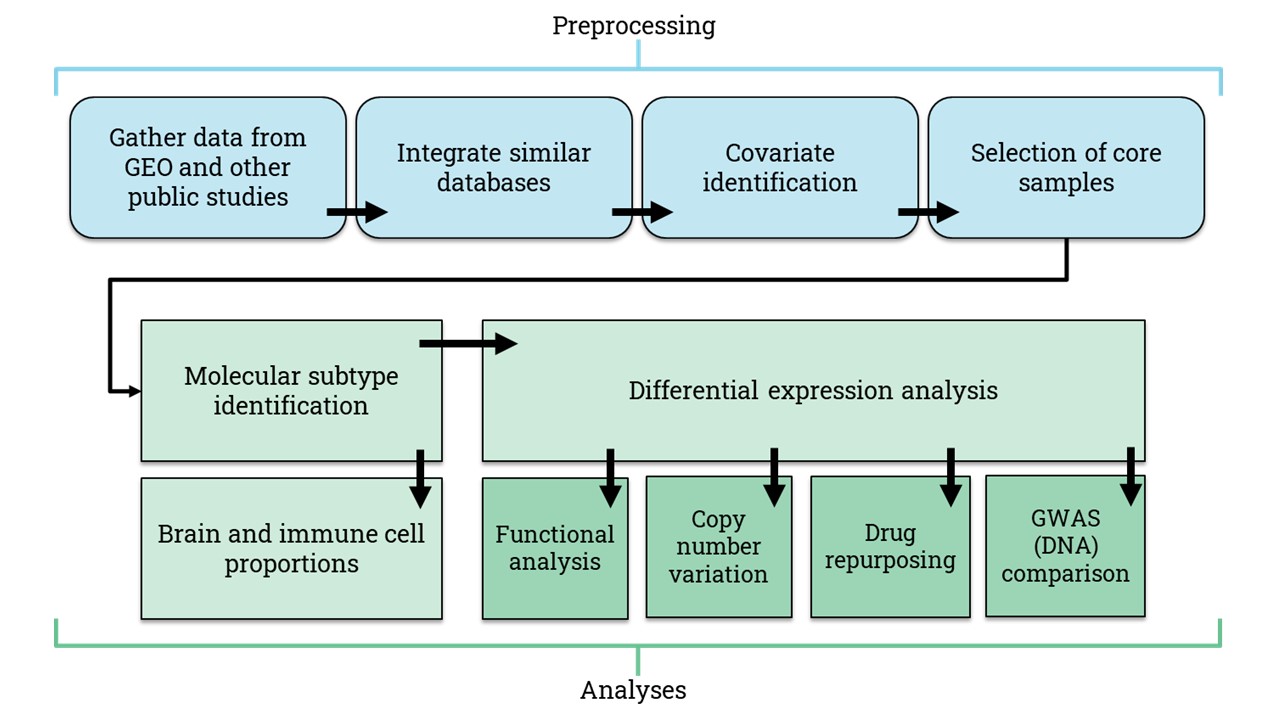 Preprocessing
Gather data from
GEO and other
public studies
Integrate similar
databases
Covariate
identification
Selection of core
samples
Molecular subtype
identification
Differential expression analysis
Brain and immune cell
proportions
Functional
analysis
Copy
number
variation
Drug
repurposing
GWAS
(DNA)
comparison
Analyses